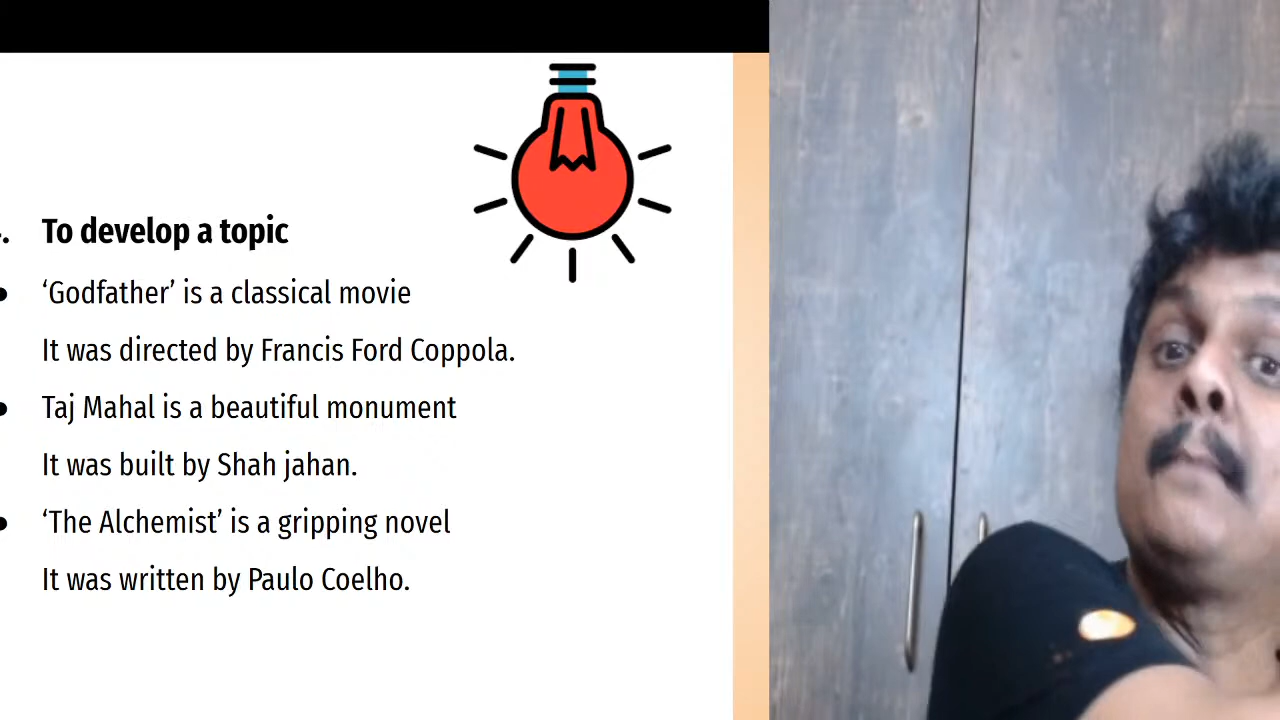 To develop a topic
‘Godfather’ is a classical movie
It was directed by Francis Ford Coppola.
Taj Mahal is a beautiful monument
It was built by Shah jahan.
‘The Alchemist’ is a gripping novel
It was written by Paulo Coelho.